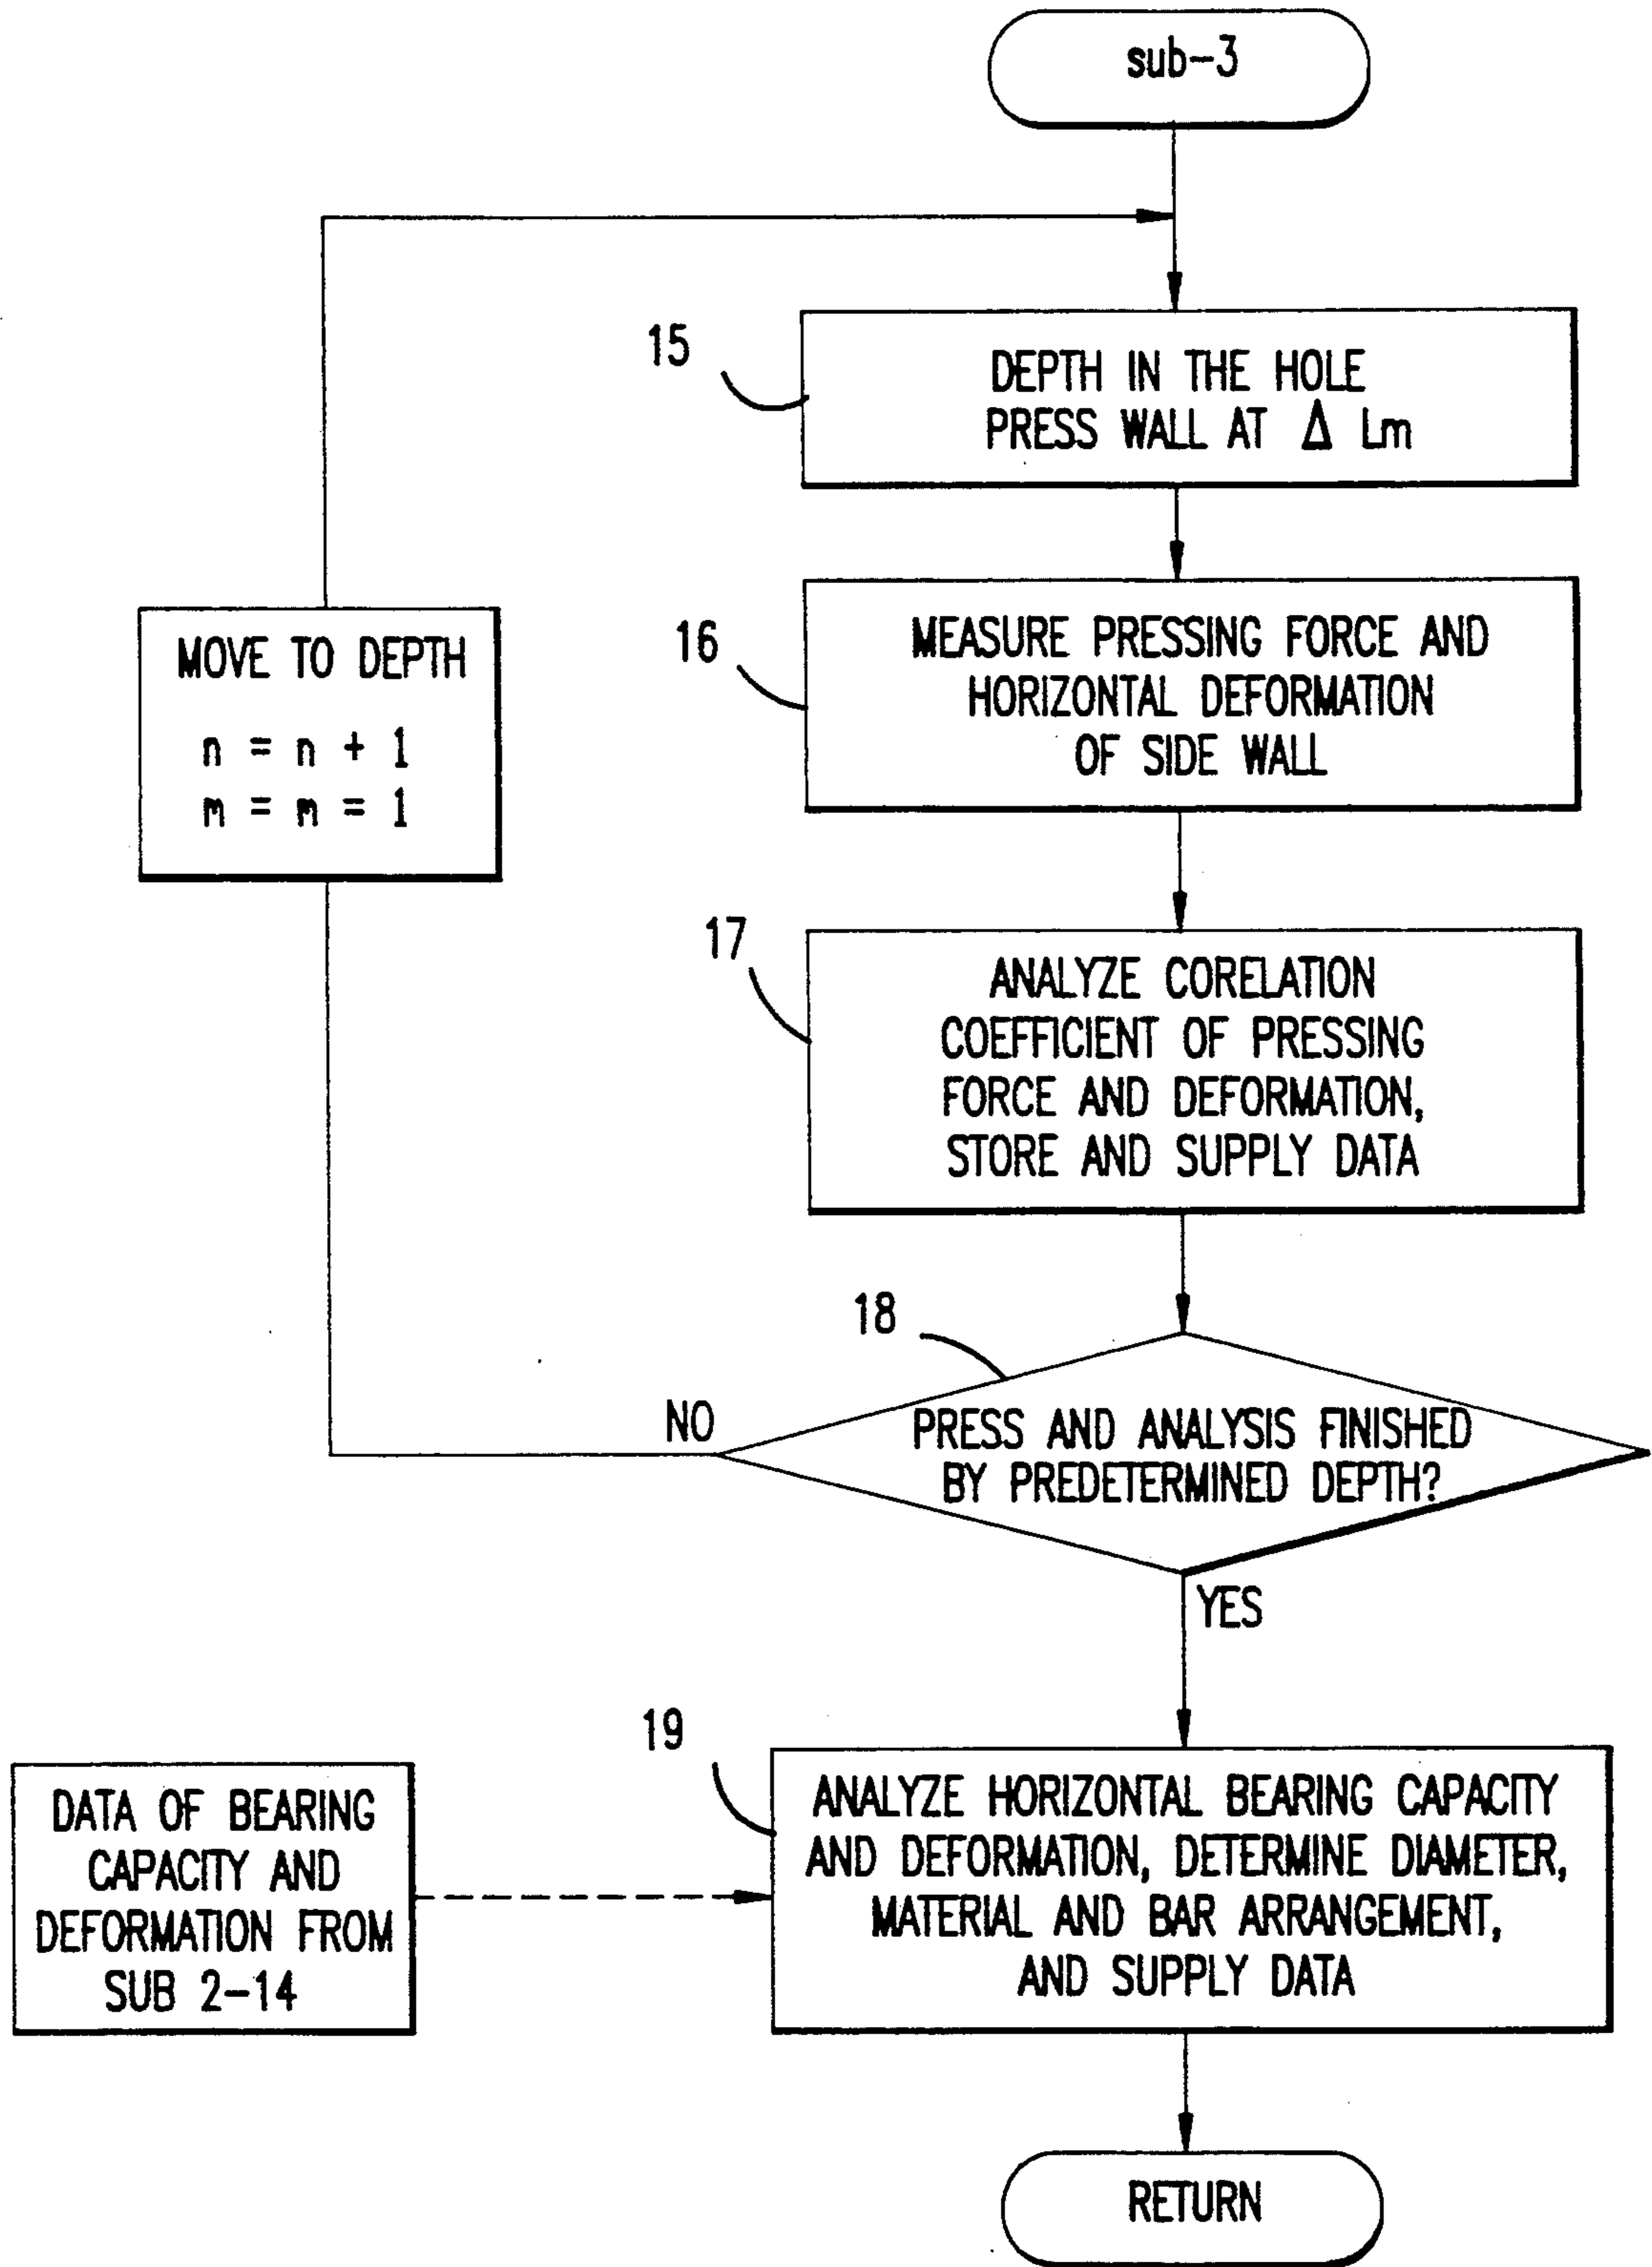 sub-3
15
DEPTH IN THE HOLE
PRESS WALL AT Δ Lm
MOVE TO DEPTH
n = n + 1
m = m = 1
16
MEASURE PRESSING FORCE AND
HORIZONTAL DEFORMATION
OF SIDE WALL
17
ANALYZE CORELATION
COEFFICIENT OF PRESSING
FORCE AND DEFORMATION,
STORE AND SUPPLY DATA
18
NO
PRESS AND ANALYSIS FINISHED
BY PREDETERMINED DEPTH?
YES
19
DATA OF BEARING
CAPACITY AND
DEFORMATION FROM
SUB 2-14
ANALYZE HORIZONTAL BEARING CAPACITY
AND DEFORMATION, DETERMINE DIAMETER,
MATERIAL AND BAR ARRANGEMENT,
AND SUPPLY DATA
RETURN